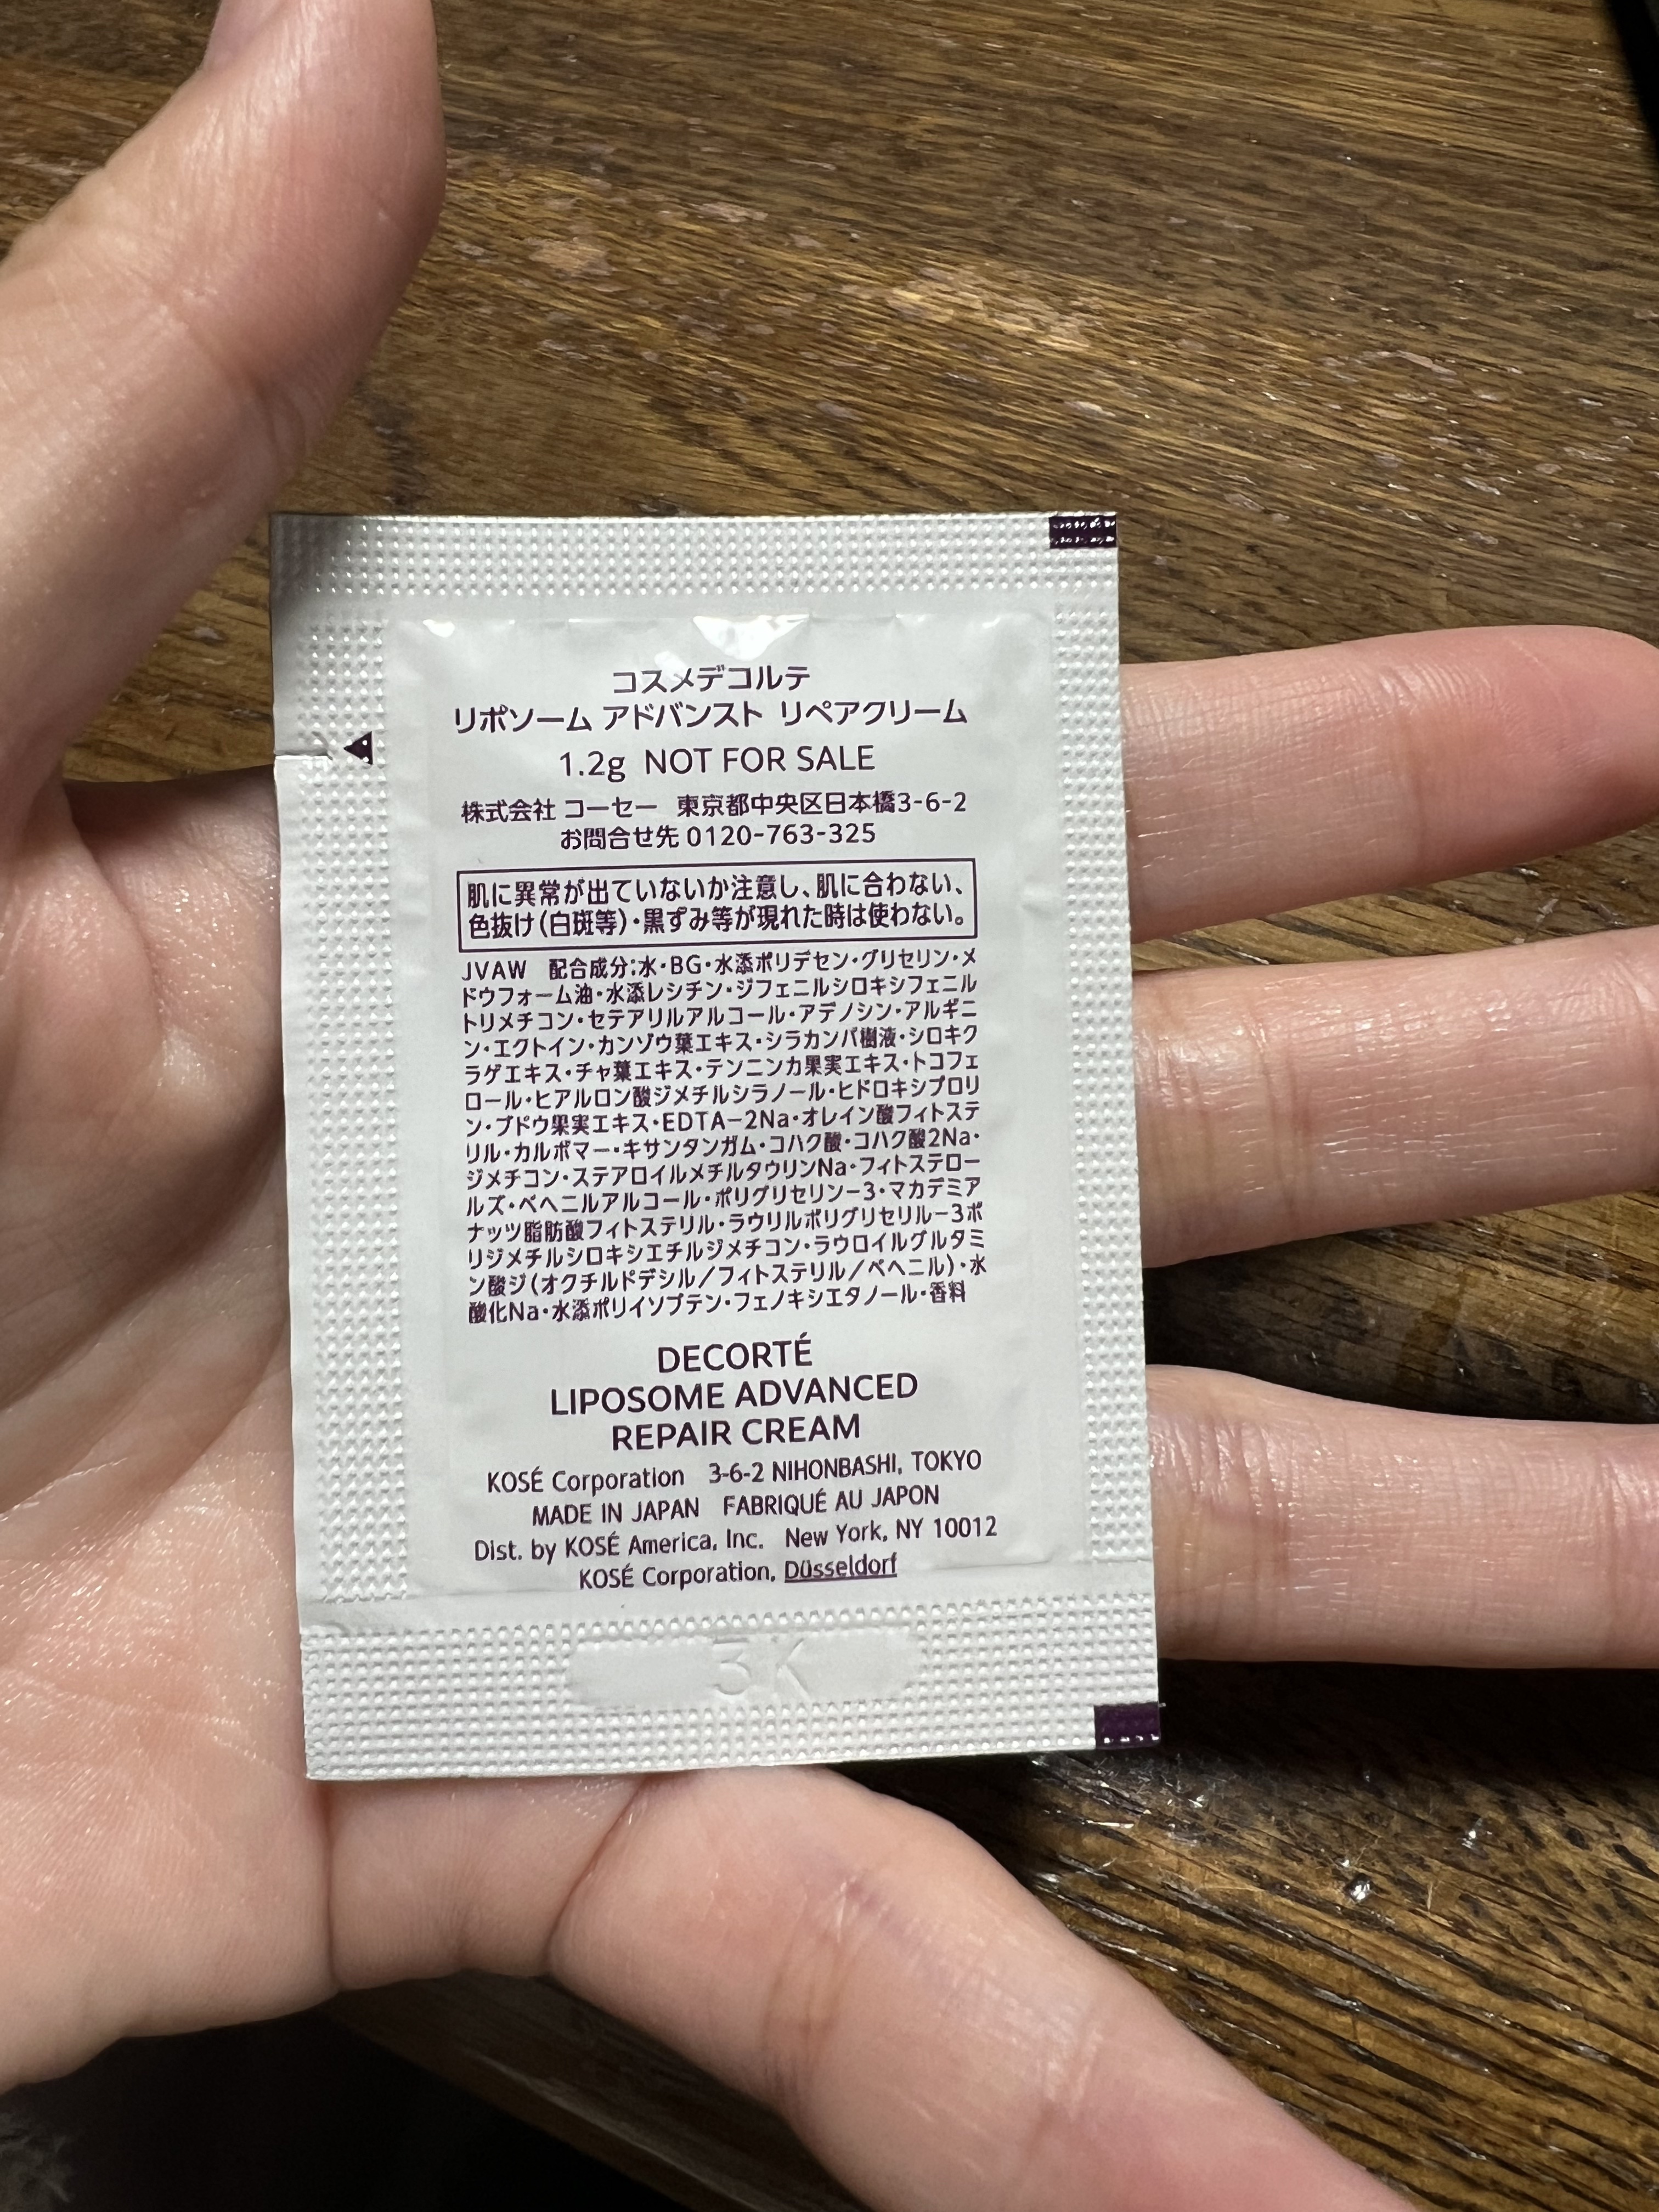 コスメデコルテ
リポソーム アドバンスト リペアクリーム
1.2g NOT FOR SALE
株式会社 コーセー 東京都中央区日本橋3-6-2
お問合せ先 0120-763-325
肌に異常が出ていないか注意し、肌に合わない、
色抜け(白斑等)・黒ずみ等が現れた時は使わない。
JVAW 配合成分:水・BG・水添ポリデセン・グリセリン・メ
ドウフォーム油・水添レシチン・ジフェニルシロキシフェニル
トリメチコン・セテアリルアルコール・アデノシン・アルギニ
ン・エクトイン・カンゾウ葉エキス・シラカンバ樹液・シロキク
ラゲエキス・チャ葉エキス・テンニンカ果実エキス・トコフェ
ロール・ヒアルロン酸ジメチルシラノール・ヒドロキシプロリ
ン・ブドウ果実エキス・EDTA−2Na・オレイン酸フィトステ
リル・カルボマー・キサンタンガム・コハク酸・コハク酸2Na・
ジメチコン・ステアロイルメチルタウリンNa・フィトステロー
ルズ・ベヘニルアルコール・ポリグリセリン−3・マカデミア
ナッツ脂肪酸フィトステリル・ラウリルポリグリセリル−3ポ
リジメチルシロキシエチルジメチコン・ラウロイルグルタミ
ン酸ジ(オクチルドデシル/フィトステリル/ベヘニル)・水
酸化Na・水添ポリイソブテン・フェノキシエタノール・香料
DECORTÉ
LIPOSOME ADVANCED
REPAIR CREAM
KOSÉ Corporation 3-6-2 NIHONBASHI, TOKYO
MADE IN JAPAN FABRIQUÉ AU JAPON
Dist. by KOSÉ America, Inc. New York, NY 10012
KOSÉ Corporation, Düsseldorf
3K